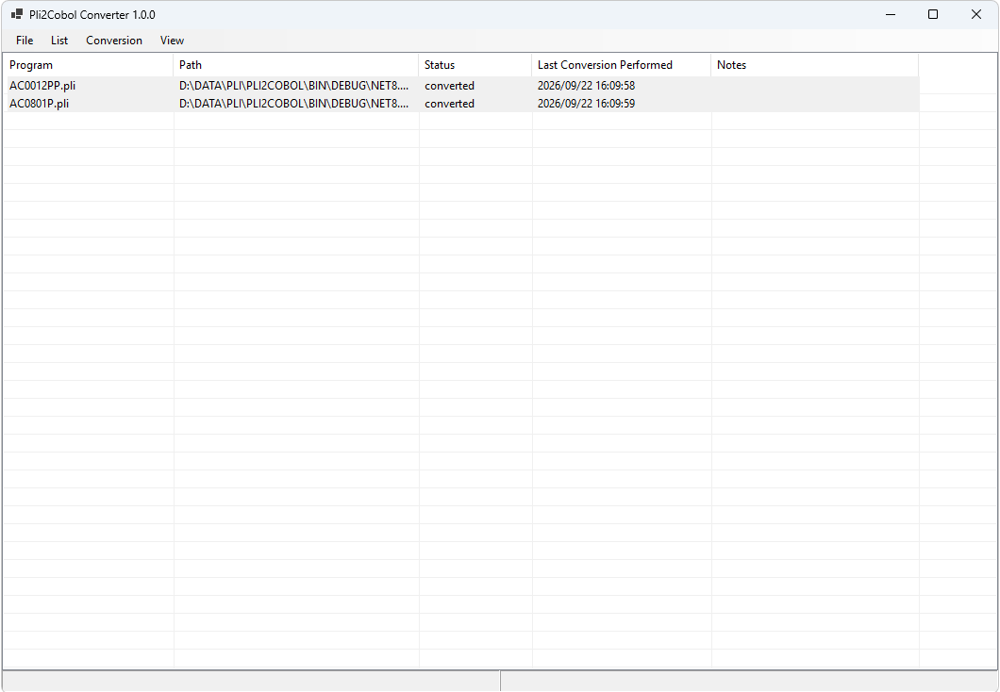 Pli2Cobol Converter 1.0.0
File List Conversion View
Program Path Status Last Conversion Performed Notes
AC0012PP.pli D:\DATA\PLI\PLI2COBOL\BIN\DEBUG\NET8.... converted 2026/09/22 16:09:58
AC0801P.pli D:\DATA\PLI\PLI2COBOL\BIN\DEBUG\NET8.... converted 2026/09/22 16:09:59